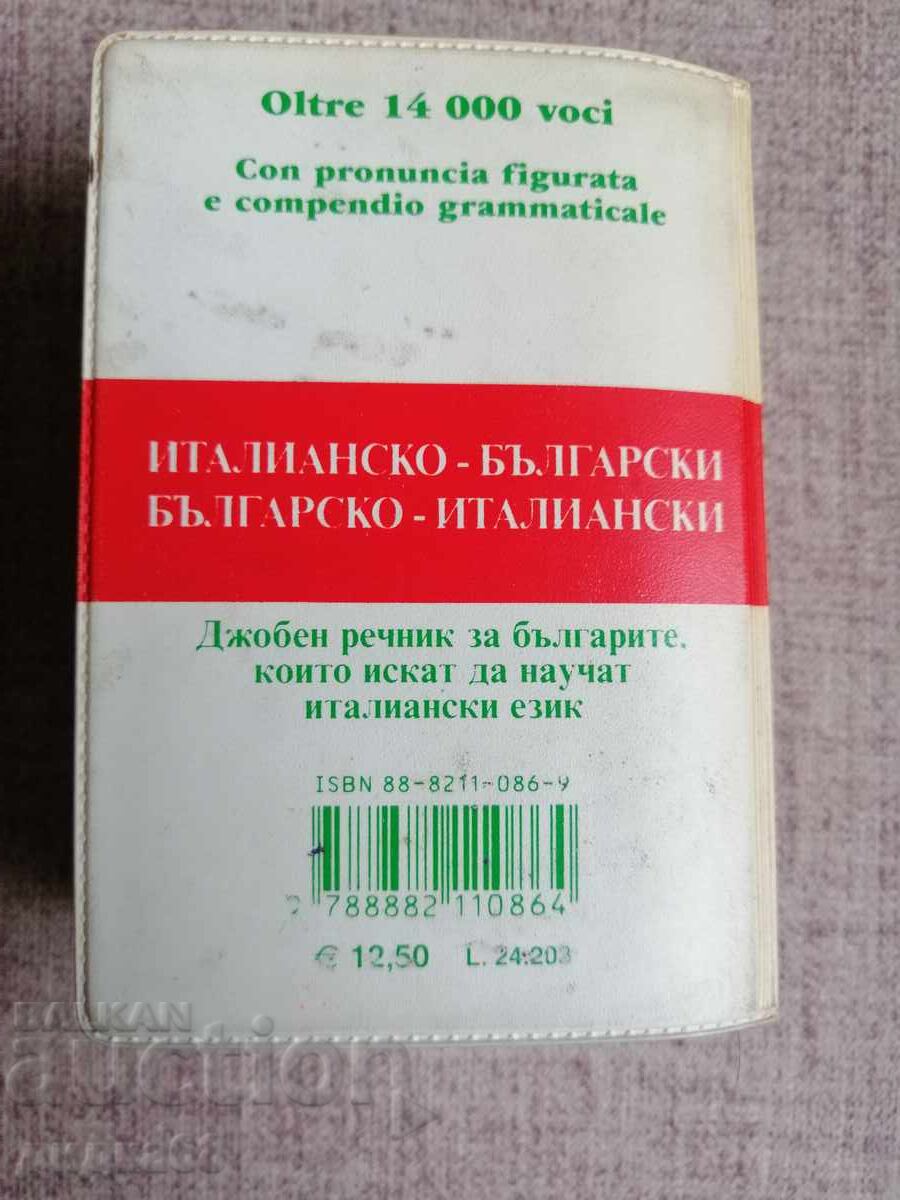 Oltre 14 000 voci
Con pronuncia figurata
e compendio grammaticale
ИТАЛИАНСКО - БЪЛГАРСКИ
БЪЛГАРСКО - ИТАЛИАНСКИ
Джобен речник за българите,
които искат да научат
италиански език
ISBN 88-8211-086-9
9 788882 110864
€ 12,50 L. 24.203
BALKAN
auction